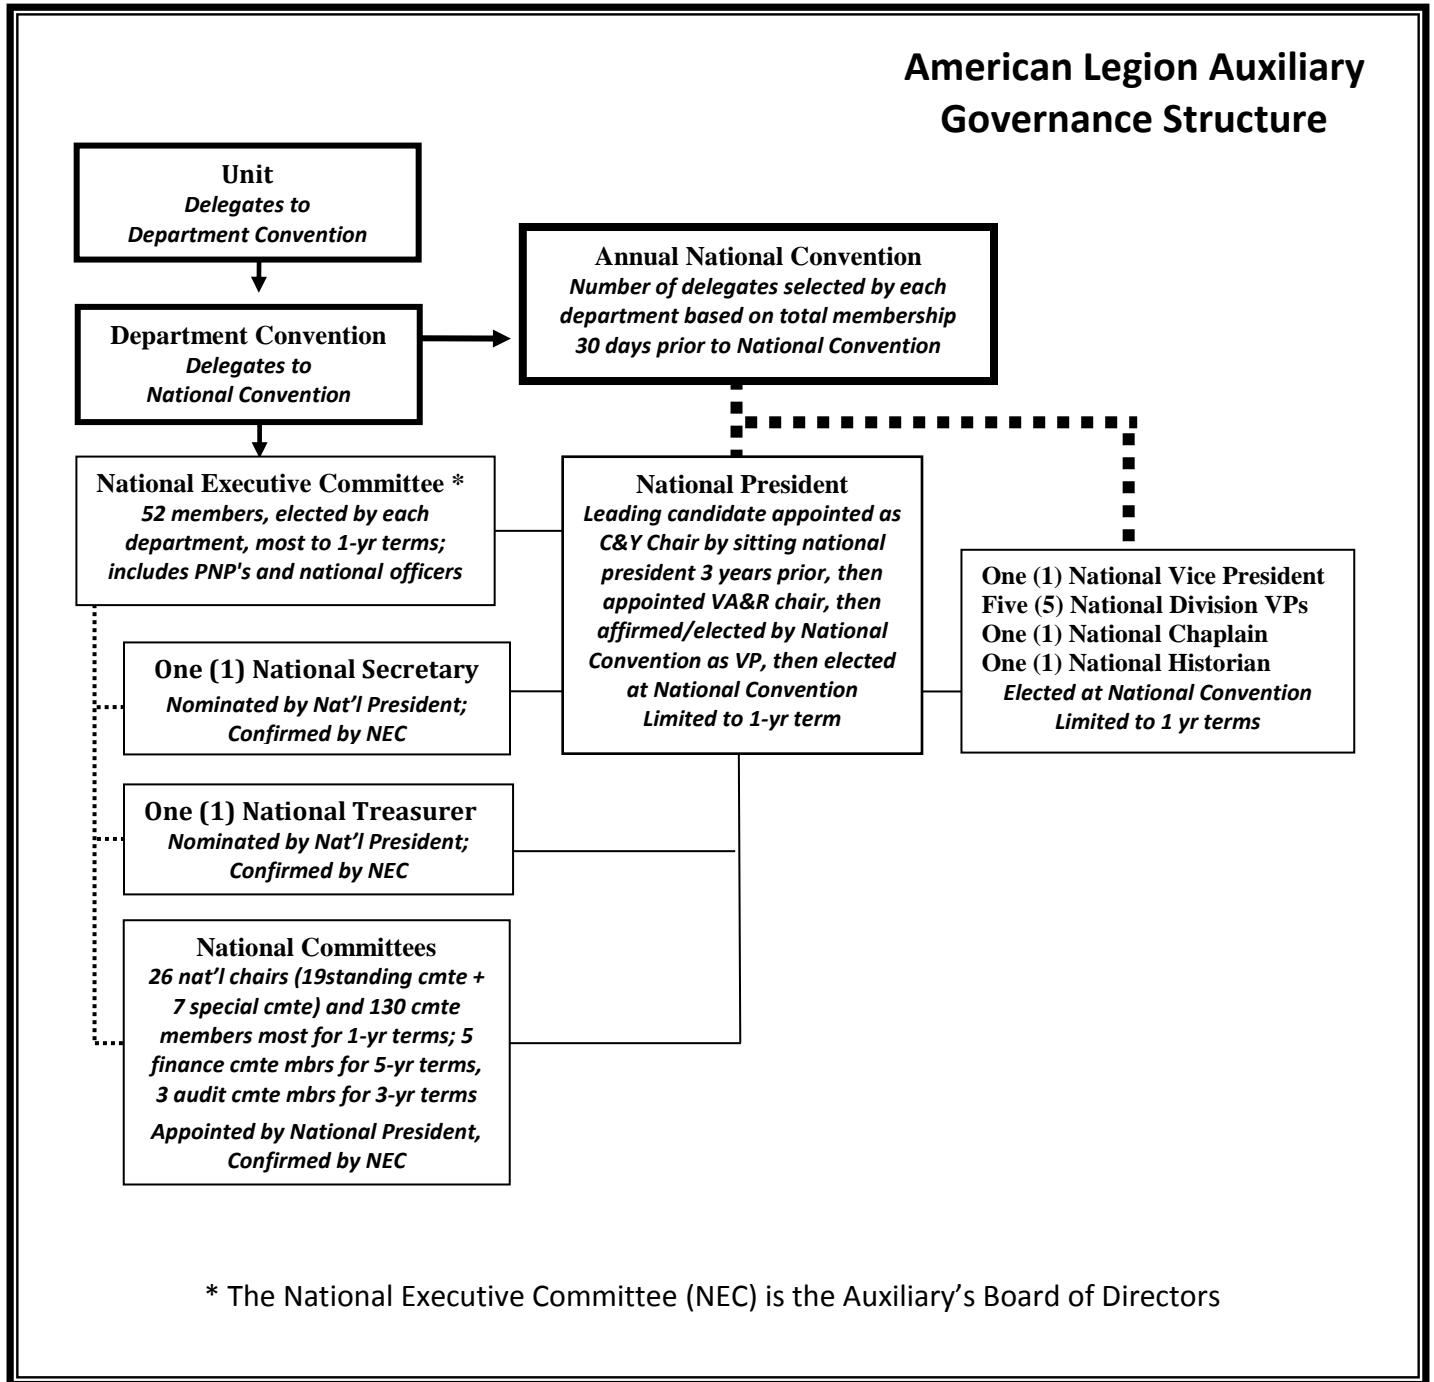 American Legion Auxiliary
Governance Structure
Unit
Delegates to
Department Convention
Annual National Convention
Number of delegates selected by each
department based on total membership
30 days prior to National Convention
Department Convention
Delegates to
National Convention
National Executive Committee *
52 members, elected by each
department, most to 1-yr terms;
includes PNP's and national officers
National President
Leading candidate appointed as
C&Y Chair by sitting national
president 3 years prior, then
appointed VA&R chair, then
affirmed/elected by National
Convention as VP, then elected
at National Convention
Limited to 1-yr term
One (1) National Vice President
Five (5) National Division VPs
One (1) National Chaplain
One (1) National Historian
Elected at National Convention
Limited to 1 yr terms
One (1) National Secretary
Nominated by Nat’l President;
Confirmed by NEC
One (1) National Treasurer
Nominated by Nat’l President;
Confirmed by NEC
National Committees
26 nat’l chairs (19standing cmte +
7 special cmte) and 130 cmte
members most for 1-yr terms; 5
finance cmte mbrs for 5-yr terms,
3 audit cmte mbrs for 3-yr terms
Appointed by National President,
Confirmed by NEC
* The National Executive Committee (NEC) is the Auxiliary’s Board of Directors